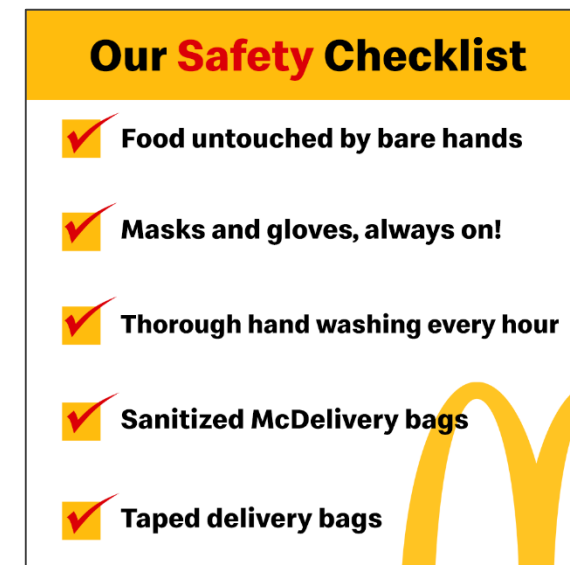 Our Safety Checklist
Food untouched by bare hands
Masks and gloves, always on!
Thorough hand washing every hour
Sanitized McDelivery bags
Taped delivery bags